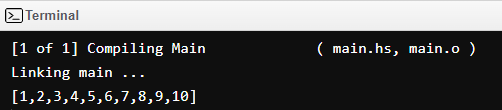 Terminal
[1 of 1] Compiling Main             ( main.hs, main.o )
Linking main ...
[1,2,3,4,5,6,7,8,9,10]